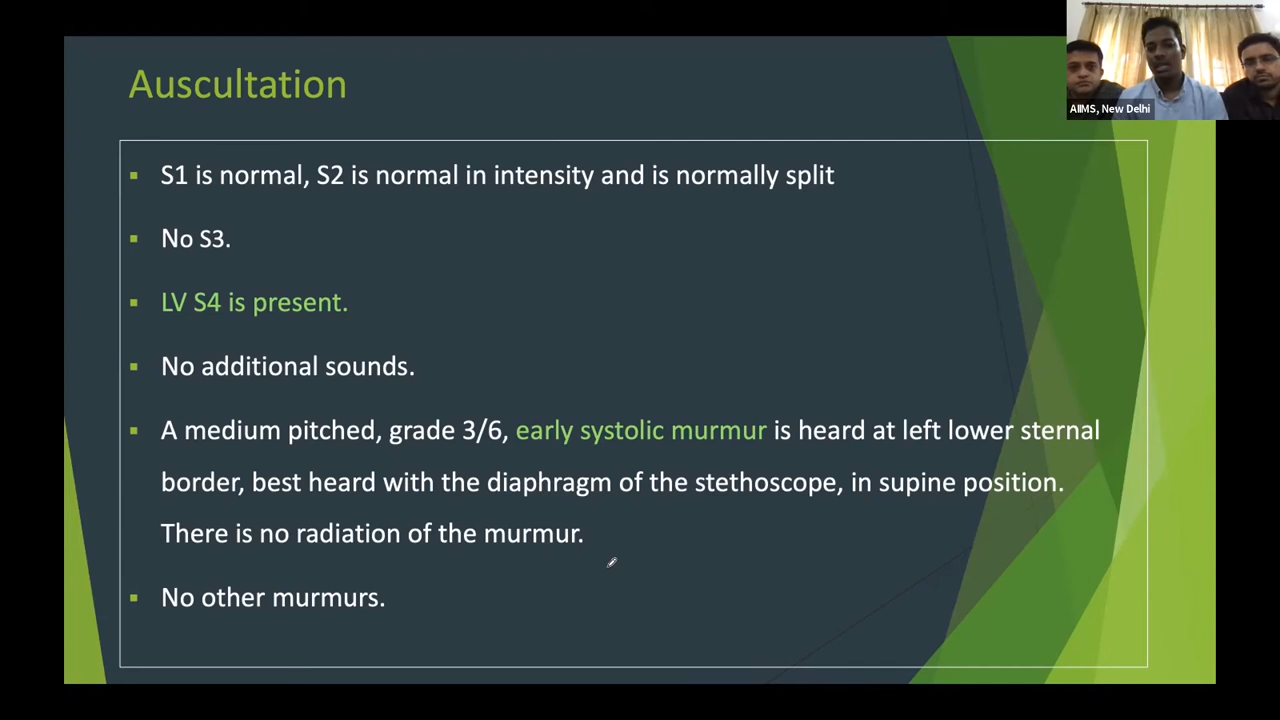 AIIMS, New Delhi
Auscultation
S1 is normal, S2 is normal in intensity and is normally split
No S3.
LV S4 is present.
No additional sounds.
A medium pitched, grade 3/6, early systolic murmur is heard at left lower sternal
border, best heard with the diaphragm of the stethoscope, in supine position.
There is no radiation of the murmur.
No other murmurs.